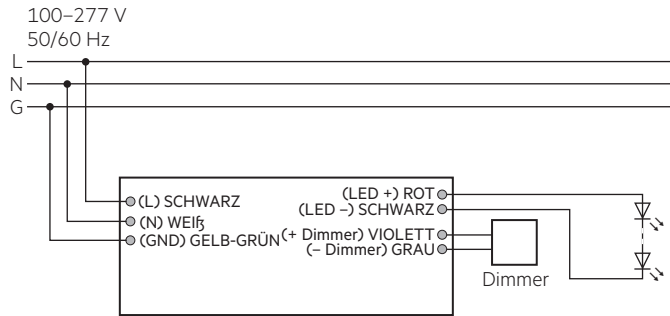 100–277 V
50/60 Hz
L
N
G
(L) SCHWARZ
(N) WEIẞ
(GND) GELB-GRÜN
(LED +) ROT
(LED –) SCHWARZ
(+ Dimmer) VIOLETT
(– Dimmer) GRAU
Dimmer